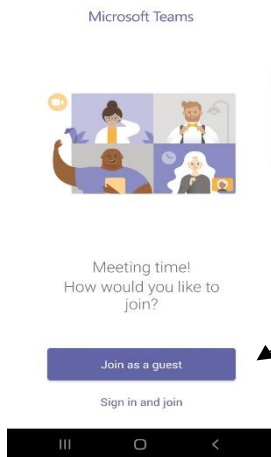 Microsoft Teams
Meeting time!
How would you like to
join?
Join as a guest
Sign in and join